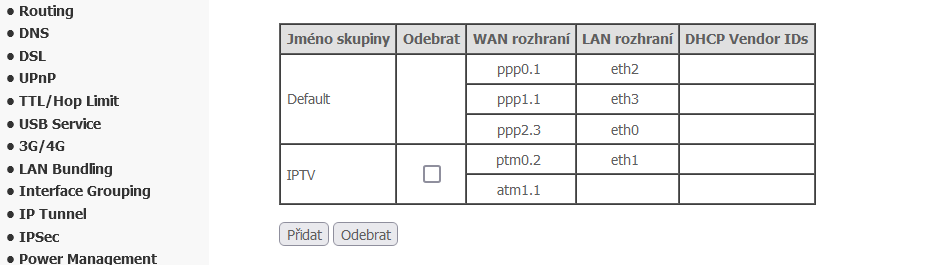 • Routing
• DNS
• DSL
• UPnP
• TTL/Hop Limit
• USB Service
• 3G/4G
• LAN Bundling
• Interface Grouping
• IP Tunnel
• IPSec
• Power Management
Jméno skupiny Odebrat WAN rozhraní LAN rozhraní DHCP Vendor IDs
Default ppp0.1 eth2
ppp1.1 eth3
ppp2.3 eth0
IPTV ptm0.2 eth1
atm1.1
Přidat Odebrat